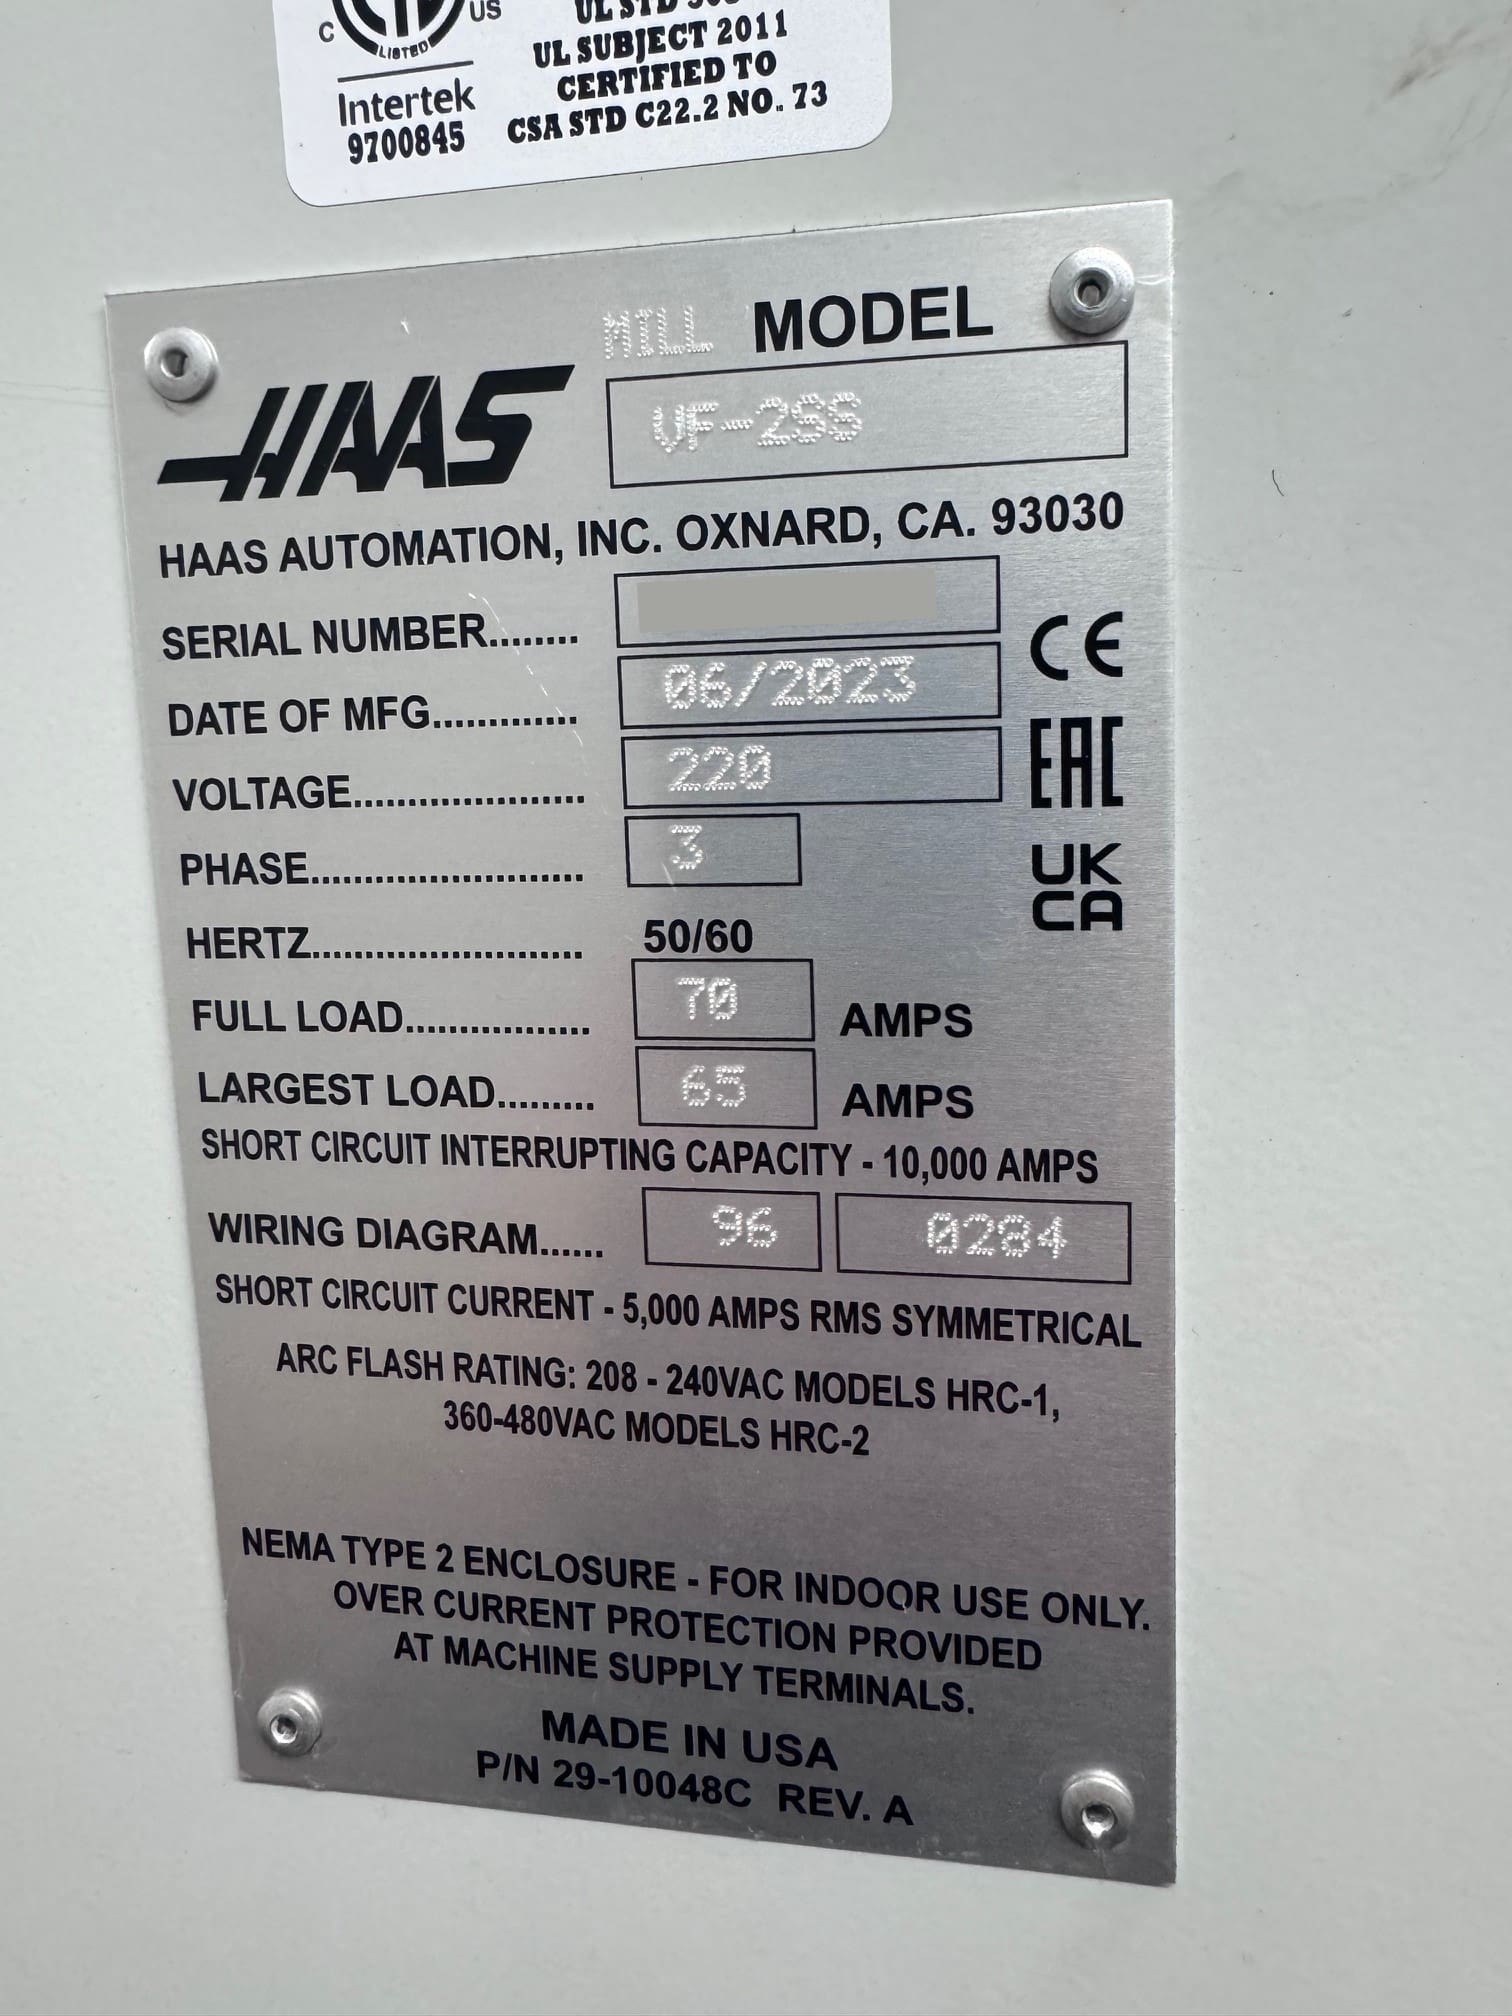 C LISTED US
Intertek
9700845
UL SUBJECT 2011
CERTIFIED TO
CSA STD C22.2 NO. 73
MILL MODEL
HAAS
VF-2SS
HAAS AUTOMATION, INC. OXNARD, CA. 93030
SERIAL NUMBER........
DATE OF MFG............. 06/2023
VOLTAGE...................... 220
PHASE.......................... 3
HERTZ.......................... 50/60
FULL LOAD.................. 70 AMPS
LARGEST LOAD......... 65 AMPS
CE
EAC
UK
CA
SHORT CIRCUIT INTERRUPTING CAPACITY - 10,000 AMPS
WIRING DIAGRAM...... 96 0284
SHORT CIRCUIT CURRENT - 5,000 AMPS RMS SYMMETRICAL
ARC FLASH RATING: 208 - 240VAC MODELS HRC-1,
360-480VAC MODELS HRC-2
NEMA TYPE 2 ENCLOSURE - FOR INDOOR USE ONLY.
OVER CURRENT PROTECTION PROVIDED
AT MACHINE SUPPLY TERMINALS.
MADE IN USA
P/N 29-10048C REV. A